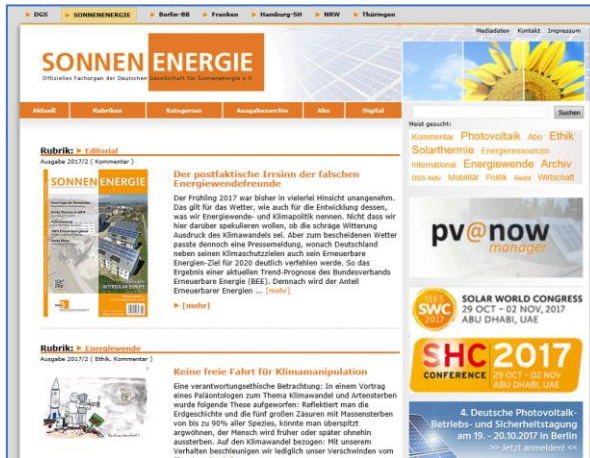 DGS SONNENENERGIE Berlin-BB Franken Hamburg-SH NRW Thüringen
Mediadaten Kontakt Impressum
SONNENENERGIE
Offizielles Fachorgan der Deutschen Gesellschaft für Sonnenenergie e.V.
Aktuell Rubriken Kategorien Ausgabenarchiv Abo Digital
Suchen
Meist gesucht:
Kommentar Photovoltaik Abo Ethik
Solarthermie Energieressourcen
International Energiewende Archiv
DGS Aktiv Mobilität Politik Recht Wirtschaft
Rubrik: ► Editorial
Ausgabe 2017/2 ( Kommentar )
SONNENENERGIE
INTERSOLAR EUROPE
Der postfaktische Irrsinn der falschen
Energiewendefreunde
Der Frühling 2017 war bisher in vielerlei Hinsicht unangenehm.
Das gilt für das Wetter, wie auch für die Entwicklung dessen,
was wir Energiewende- und Klimapolitik nennen. Nicht dass wir
hier darüber spekulieren wollen, ob die schräge Witterung
Ausdruck des Klimawandels sei. Aber zum bescheidenen Wetter
passte dennoch eine Pressemeldung, wonach Deutschland
neben seinen Klimaschutzzielen auch sein Erneuerbare
Energien-Ziel für 2020 deutlich verfehlen werde. So das
Ergebnis einer aktuellen Trend-Prognose des Bundesverbands
Erneuerbare Energie (BEE). Demnach wird der Anteil
Erneuerbarer Energien ... [mehr]
► [mehr]
pv@now
manager
ISES
SWC
2017
SOLAR WORLD CONGRESS
29 OCT - 02 NOV, 2017
ABU DHABI, UAE
SHC 2017
CONFERENCE
29 OCT - 02 NOV
ABU DHABI, UAE
Rubrik: ► Energiewende
Ausgabe 2017/2 ( Ethik, Kommentar )
Keine freie Fahrt für Klimamanipulation
Eine verantwortungsethische Betrachtung: In einem Vortrag
eines Paläontologen zum Thema Klimawandel und Artensterben
wurde folgende These aufgeworfen: Reflektiert man die
Erdgeschichte und die fünf großen Zäsuren mit Massensterben
von bis zu 90% aller Spezies, könnte man überspitzt
argwöhnen, der Mensch wird früher oder später ohnehin
aussterben. Auf den Klimawandel bezogen: Mit unserem
Verhalten beschleunigen wir lediglich unser Verschwinden vom
4. Deutsche Photovoltaik-
Betriebs- und Sicherheitstagung
am 19. - 20.10.2017 in Berlin
>> Jetzt anmelden! <<